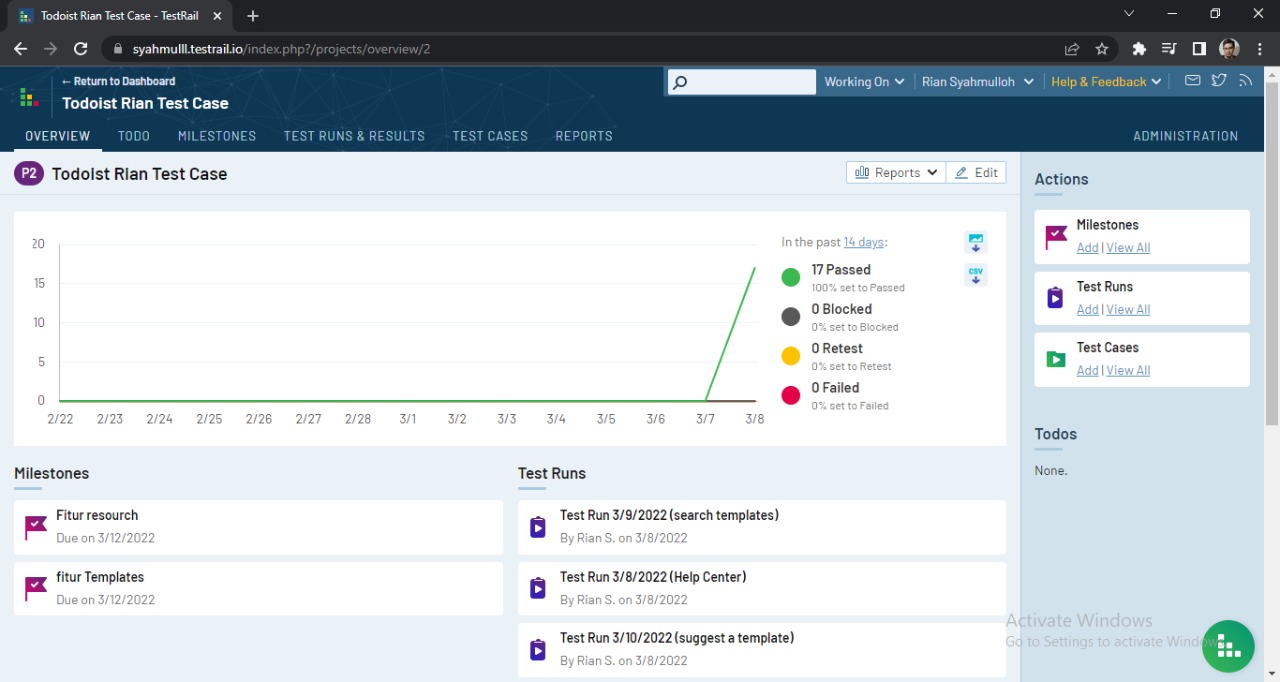 Todoist Rian Test Case - TestRail
syahmulll.testrail.io/index.php?/projects/overview/2
← Return to Dashboard
Todoist Rian Test Case
Working On
Rian Syahmulloh
Help & Feedback
OVERVIEW TODO MILESTONES TEST RUNS & RESULTS TEST CASES REPORTS ADMINISTRATION
P2 Todoist Rian Test Case
Reports Edit
20
15
10
5
0
2/22 2/23 2/24 2/25 2/26 2/27 2/28 3/1 3/2 3/3 3/4 3/5 3/6 3/7 3/8
In the past 14 days:
CSV
17 Passed
100% set to Passed
0 Blocked
0% set to Blocked
0 Retest
0% set to Retest
0 Failed
0% set to Failed
Milestones
Fitur resourch
Due on 3/12/2022
fitur Templates
Due on 3/12/2022
Test Runs
Test Run 3/9/2022 (search templates)
By Rian S. on 3/8/2022
Test Run 3/8/2022 (Help Center)
By Rian S. on 3/8/2022
Test Run 3/10/2022 (suggest a template)
By Rian S. on 3/8/2022
Actions
Milestones
Add | View All
Test Runs
Add | View All
Test Cases
Add | View All
Todos
None.
Activate Windows
Go to Settings to activate Windows.